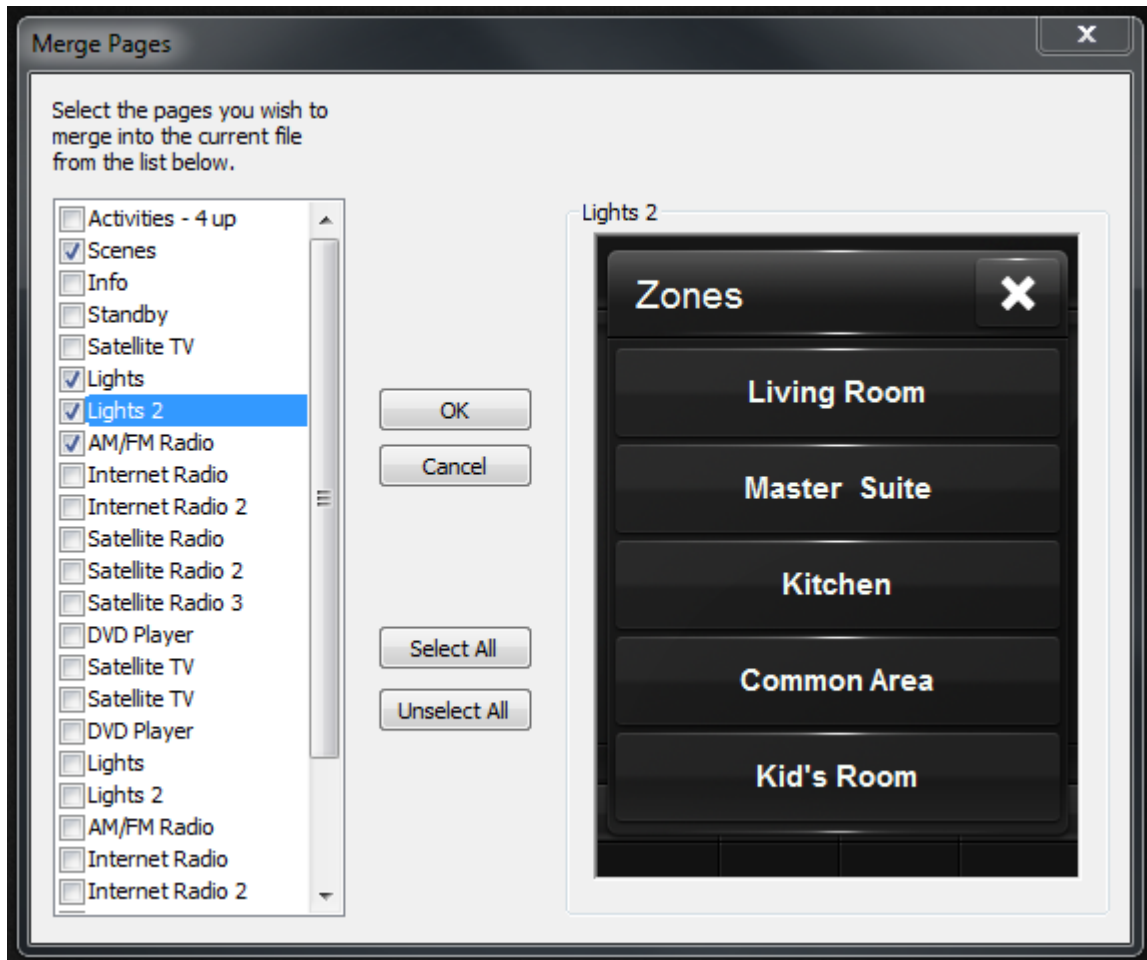 Merge Pages
X
Select the pages you wish to
merge into the current file
from the list below.
Activities - 4 up
Scenes
Info
Standby
Satellite TV
Lights
Lights 2
AM/FM Radio
Internet Radio
Internet Radio 2
Satellite Radio
Satellite Radio 2
Satellite Radio 3
DVD Player
Satellite TV
Satellite TV
DVD Player
Lights
Lights 2
AM/FM Radio
Internet Radio
Internet Radio 2
OK
Cancel
Select All
Unselect All
Lights 2
Zones
Living Room
Master  Suite
Kitchen
Common Area
Kid's Room